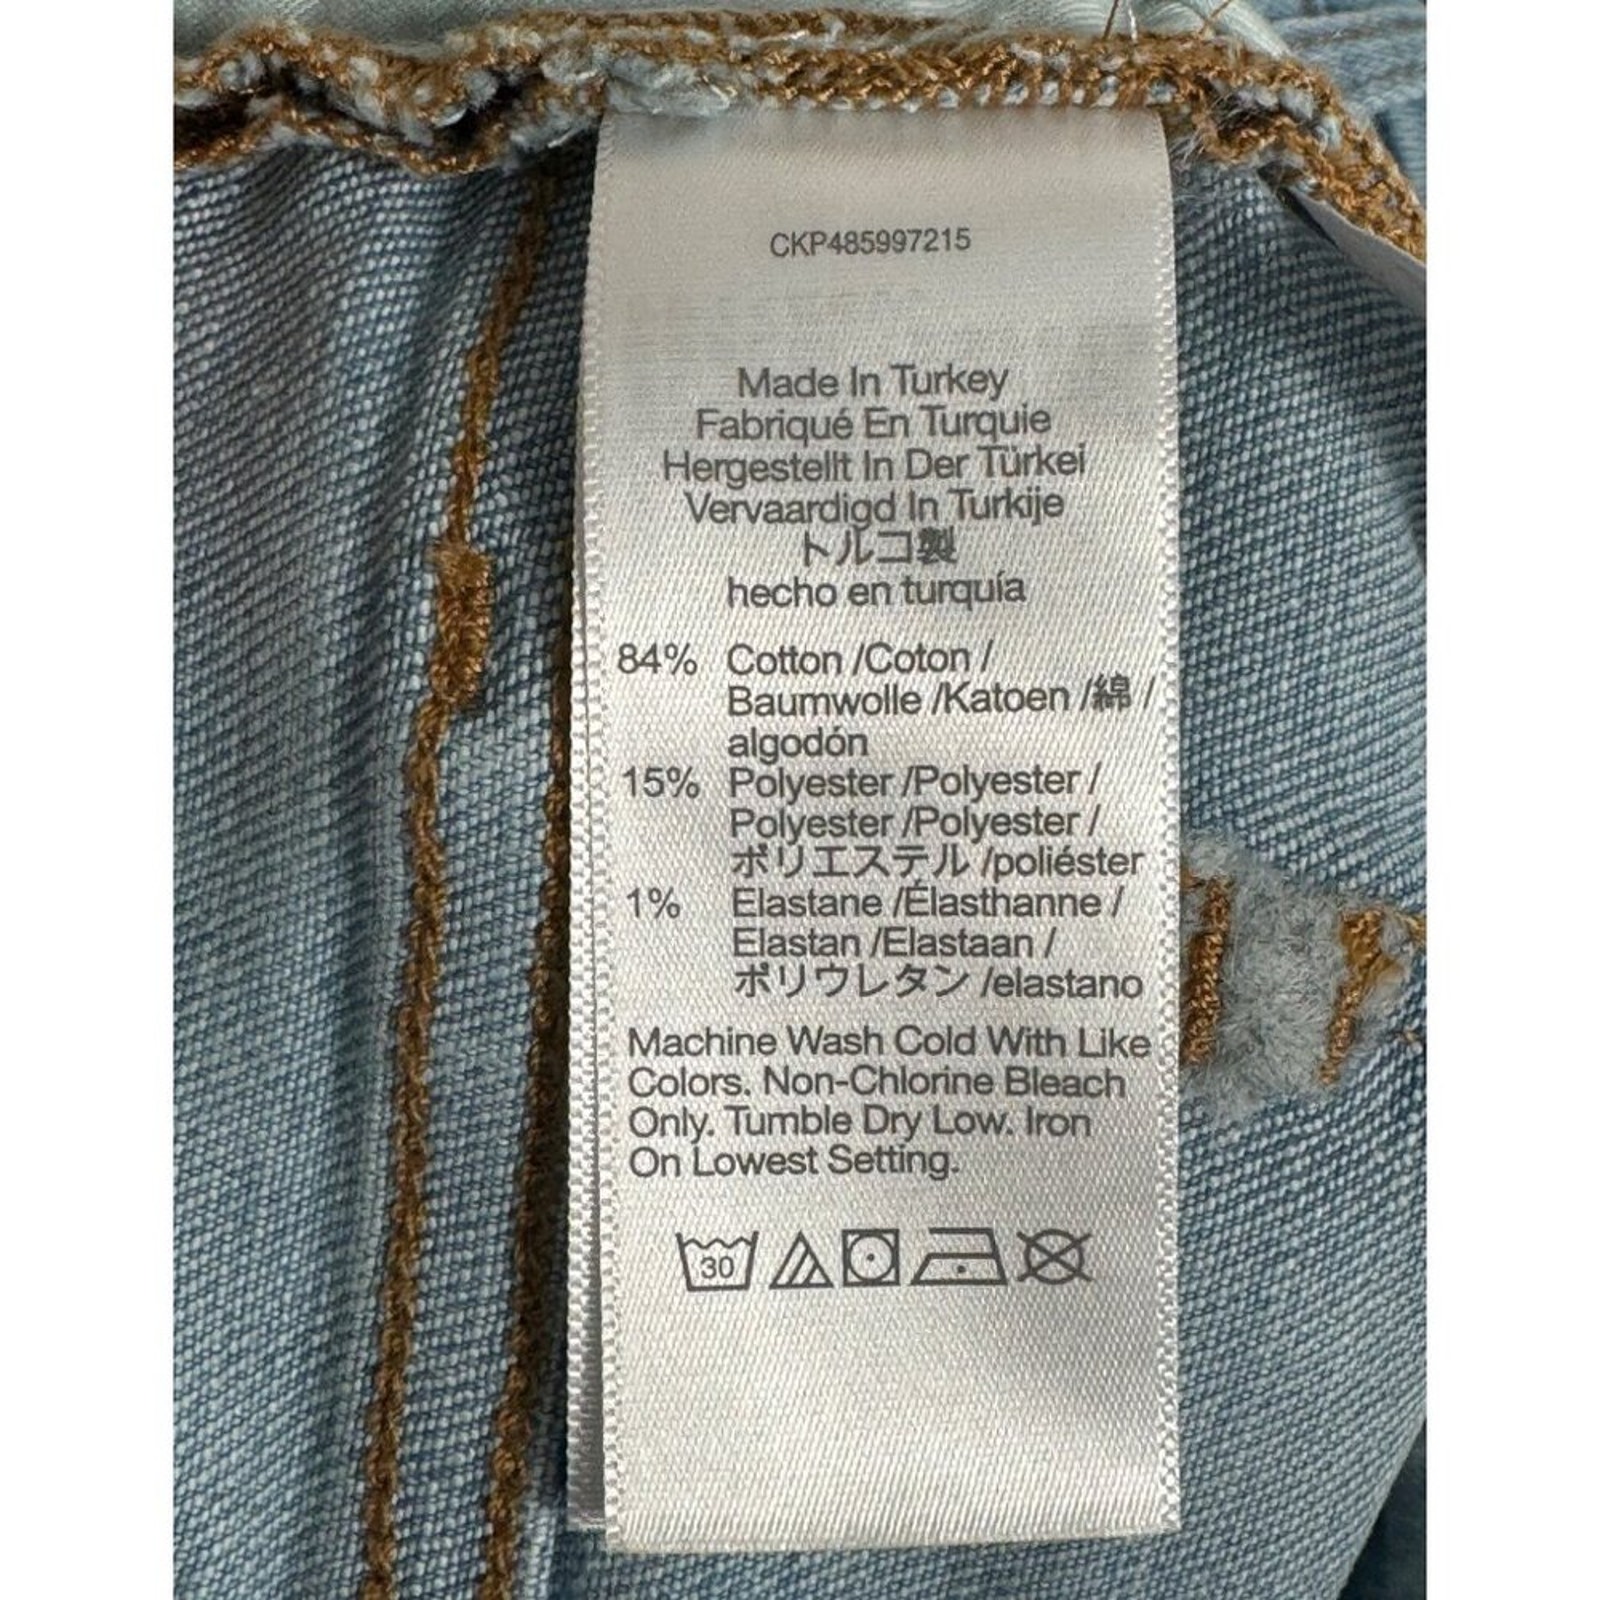 CKP485997215
Made In Turkey
Fabriqué En Turquie
Hergestellt In Der Türkei
Vervaardigd In Turkije
トルコ製
hecho en turquía
84% Cotton /Coton /
Baumwolle /Katoen /綿 /
algodón
15% Polyester /Polyester /
Polyester /Polyester /
ポリエステル /poliéster
1% Elastane /Élasthanne /
Elastan /Elastaan /
ポリウレタン /elastano
Machine Wash Cold With Like
Colors. Non-Chlorine Bleach
Only. Tumble Dry Low. Iron
On Lowest Setting.
30